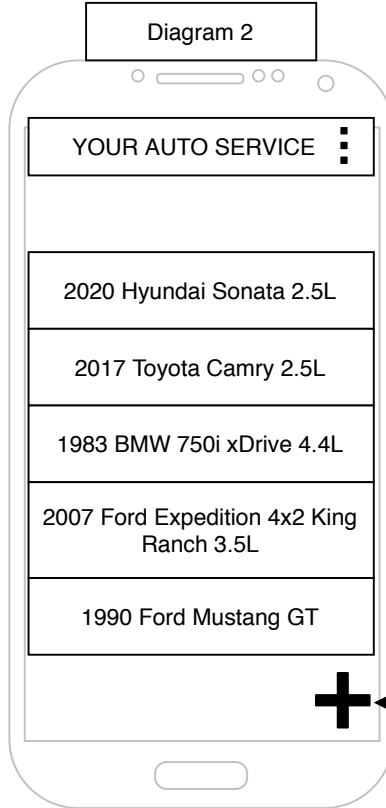 Diagram 2
YOUR AUTO SERVICE
2020 Hyundai Sonata 2.5L
2017 Toyota Camry 2.5L
1983 BMW 750i xDrive 4.4L
2007 Ford Expedition 4x2 King
Ranch 3.5L
1990 Ford Mustang GT